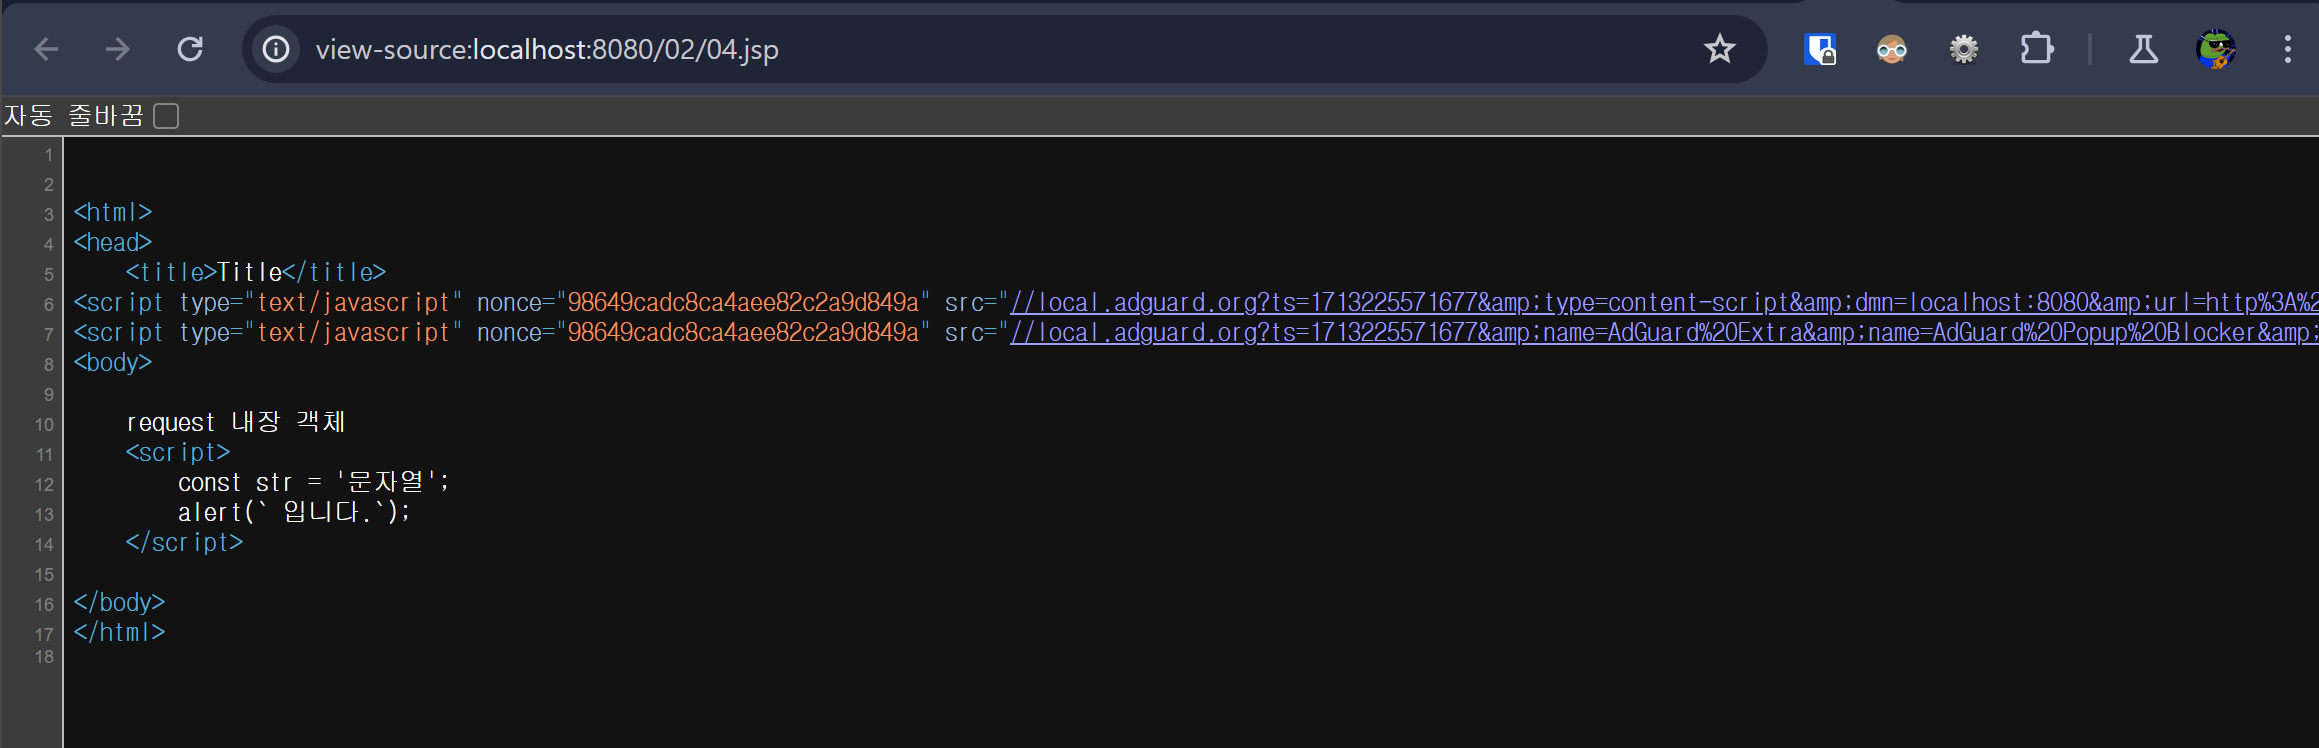 view-source:localhost:8080/02/04.jsp
자동 줄바꿈
1
2
3 <html>
4 <head>
5 <title>Title</title>
6 <script type="text/javascript" nonce="98649cadc8ca4aee82c2a9d849a" src="//local.adguard.org?ts=1713225571677&amp;type=content-script&amp;dmn=localhost:8080&amp;url=http%3A%2
7 <script type="text/javascript" nonce="98649cadc8ca4aee82c2a9d849a" src="//local.adguard.org?ts=1713225571677&amp;name=AdGuard%20Extra&amp;name=AdGuard%20Popup%20Blocker&amp;
8 <body>
9
10 request 내장 객체
11 <script>
12 const str = '문자열';
13 alert(` 입니다.`);
14 </script>
15
16 </body>
17 </html>
18